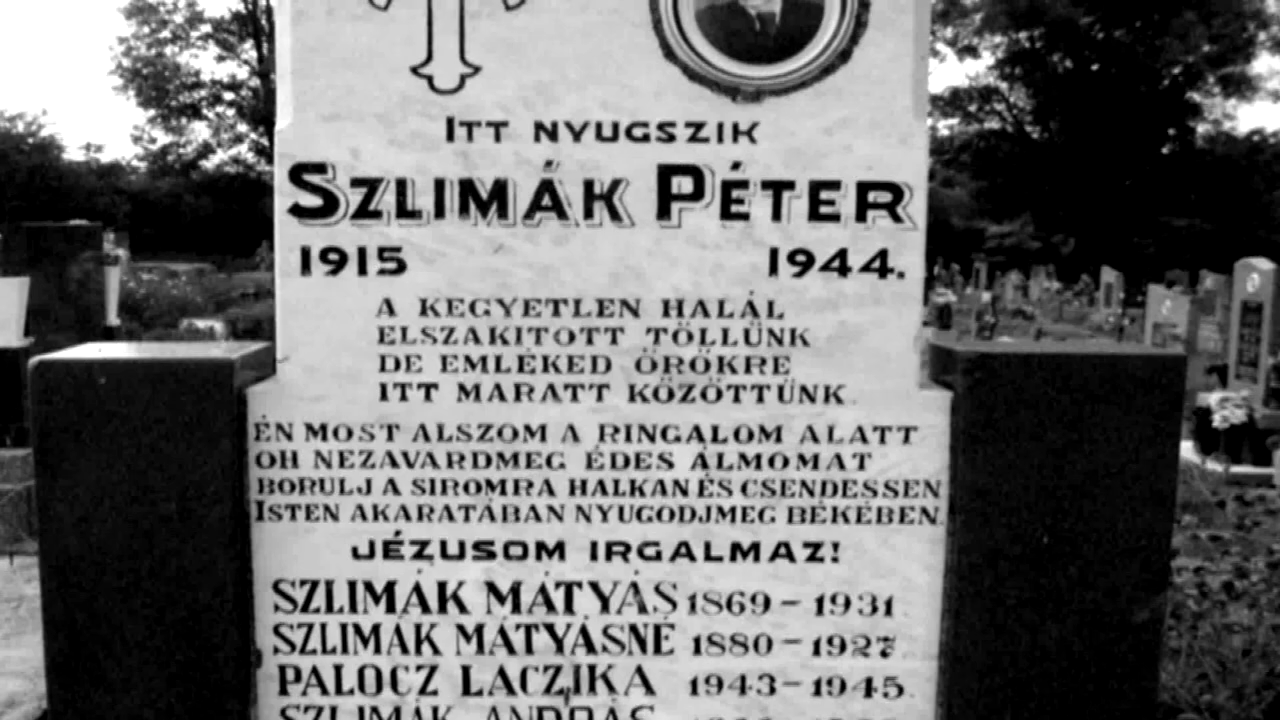 ITT NYUGSZIK
SZLIMÁK PÉTER
1915 1944.
A KEGYETLEN HALÁL
ELSZAKITOTT TÖLLÜNK
DE EMLÉKED ÖRÖKRE
ITT MARATT KÖZÖTTÜNK.
ÉN MOST ALSZOM A RINGALOM ALATT
OH NEZAVARDMEG ÉDES ÁLMOMAT
BORULJ A SIROMRA HALKAN ÉS CSENDESSEN
ISTEN AKARATÁBAN NYUGODJMEG BÉKÉBEN.
JÉZUSOM IRGALMAZ!
SZLIMÁK MÁTYÁS 1869 – 1931.
SZLIMÁK MÁTYÁSNÉ 1880 – 1927.
PALOCZ LACZIKA 1943 – 1945.
SZLIMÁK ANDRÁS